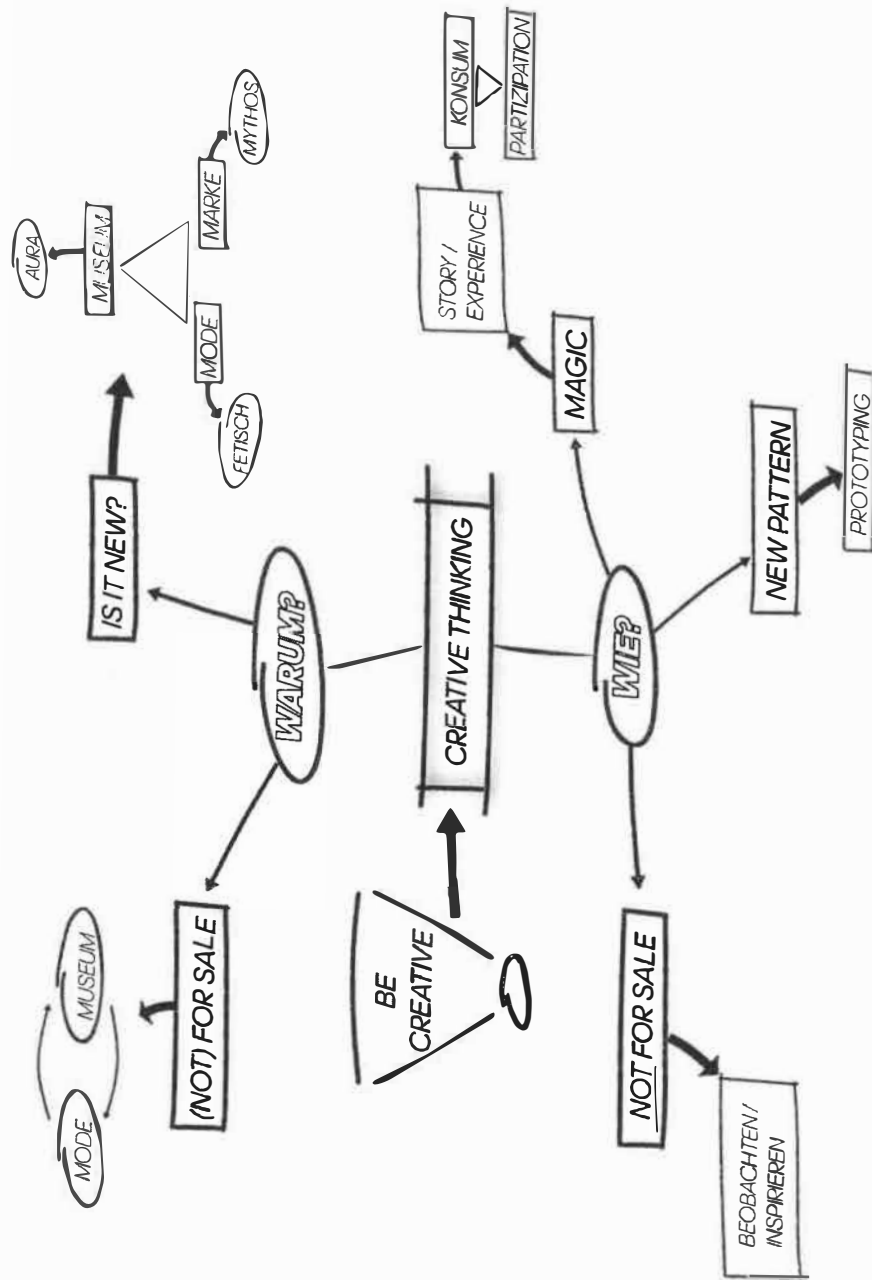 MODE
MUSEUM
(NOT) FOR SALE
IS IT NEW?
AURA
MUSEUM
MODE
MARKE
FETISCH
MYTHOS
WARUM?
BE
CREATIVE
CREATIVE THINKING
WIE?
NOT FOR SALE
BEOBACHTEN /
INSPIRIEREN
NEW PATTERN
PROTOTYPING
MAGIC
STORY /
EXPERIENCE
KONSUM
PARTIZIPATION